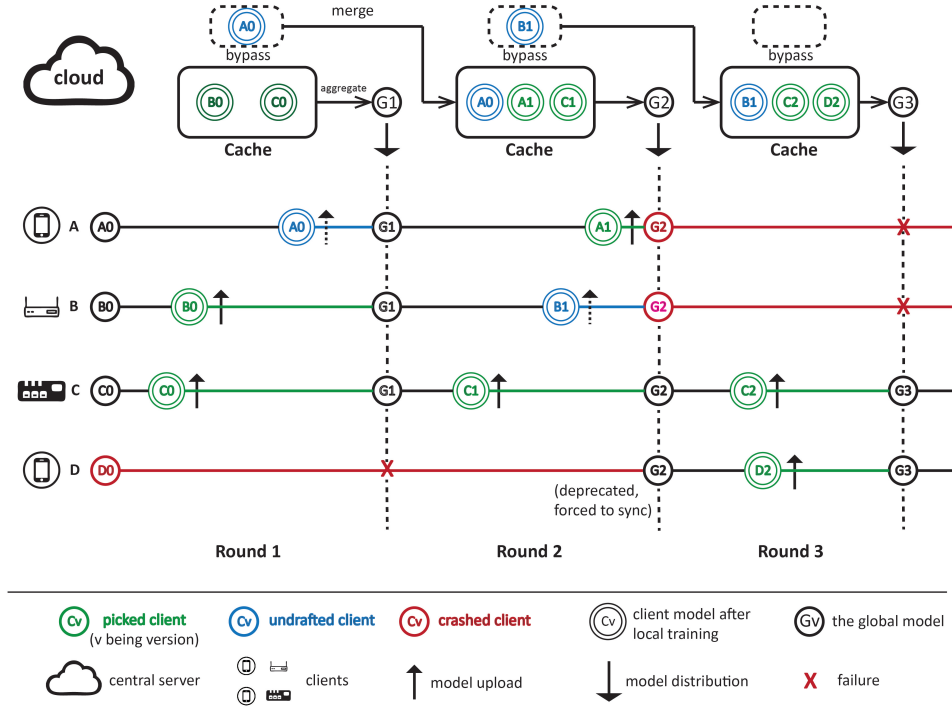 A0
merge
B1
bypass
bypass
bypass
cloud
B0
C0
aggregate
G1
A0
A1
C1
G2
B1
C2
D2
G3
Cache
Cache
Cache
A
A0
A0
G1
A1
G2
X
B
B0
B0
G1
B1
G2
X
C
C0
C0
G1
C1
G2
C2
G3
D
D0
X
G2
D2
G3
(deprecated,
forced to sync)
Round 1
Round 2
Round 3
Cv
picked client
(v being version)
Cv
undrafted client
Cv
crashed client
Cv
client model after
local training
Gv
the global model
central server
clients
model upload
model distribution
X
failure